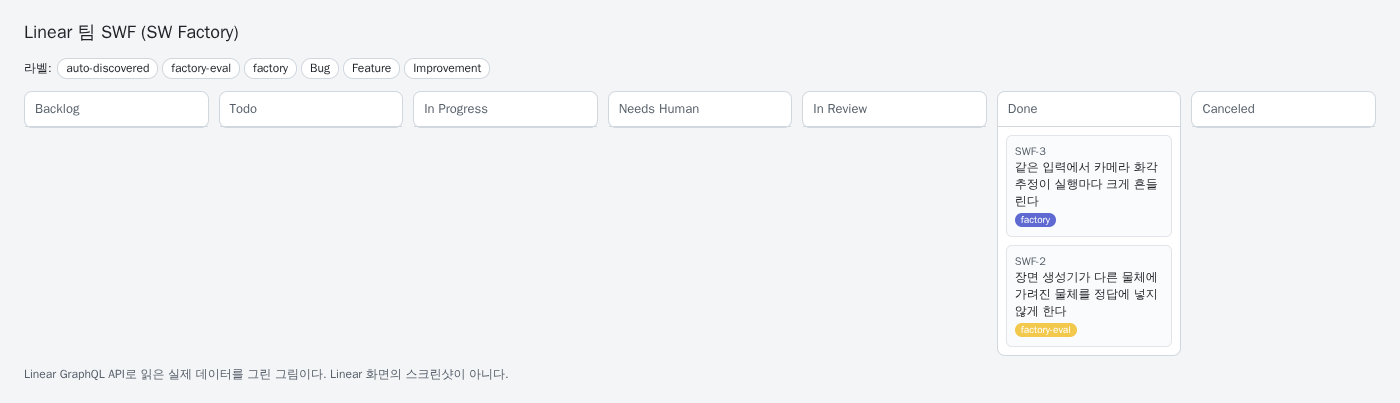 Linear 팀 SWF (SW Factory)
라벨: auto-discovered factory-eval factory Bug Feature Improvement
Backlog Todo In Progress Needs Human In Review Done Canceled
SWF-3
같은 입력에서 카메라 화각
추정이 실행마다 크게 흔들
린다
factory
SWF-2
장면 생성기가 다른 물체에
가려진 물체를 정답에 넣지
않게 한다
factory-eval
Linear GraphQL API로 읽은 실제 데이터를 그린 그림이다. Linear 화면의 스크린샷이 아니다.